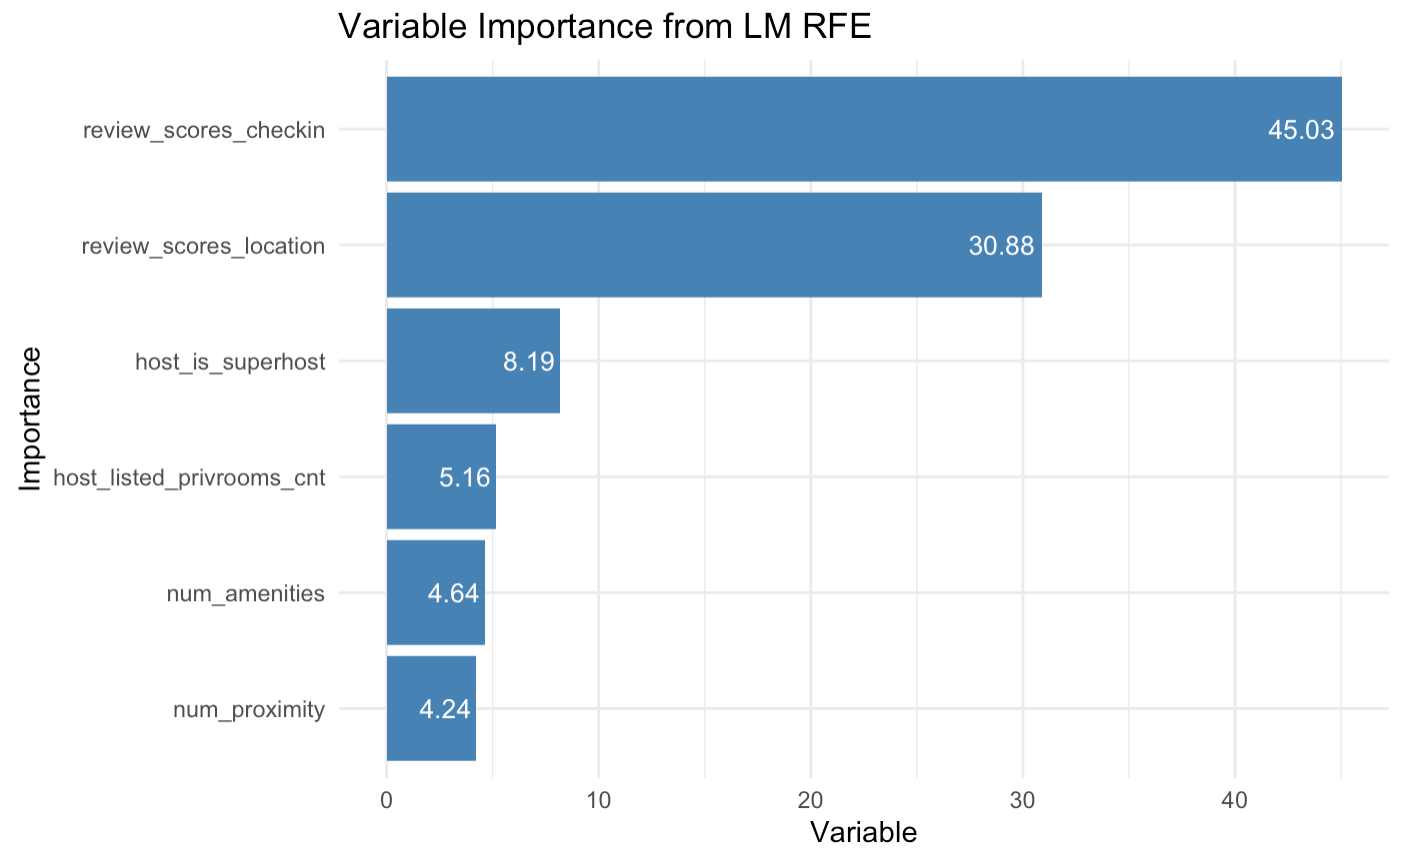 Variable Importance from LM RFE
review_scores_checkin
45.03
review_scores_location
30.88
host_is_superhost
8.19
Importance
host_listed_privrooms_cnt
5.16
num_amenities
4.64
num_proximity
4.24
0 10 20 30 40
Variable